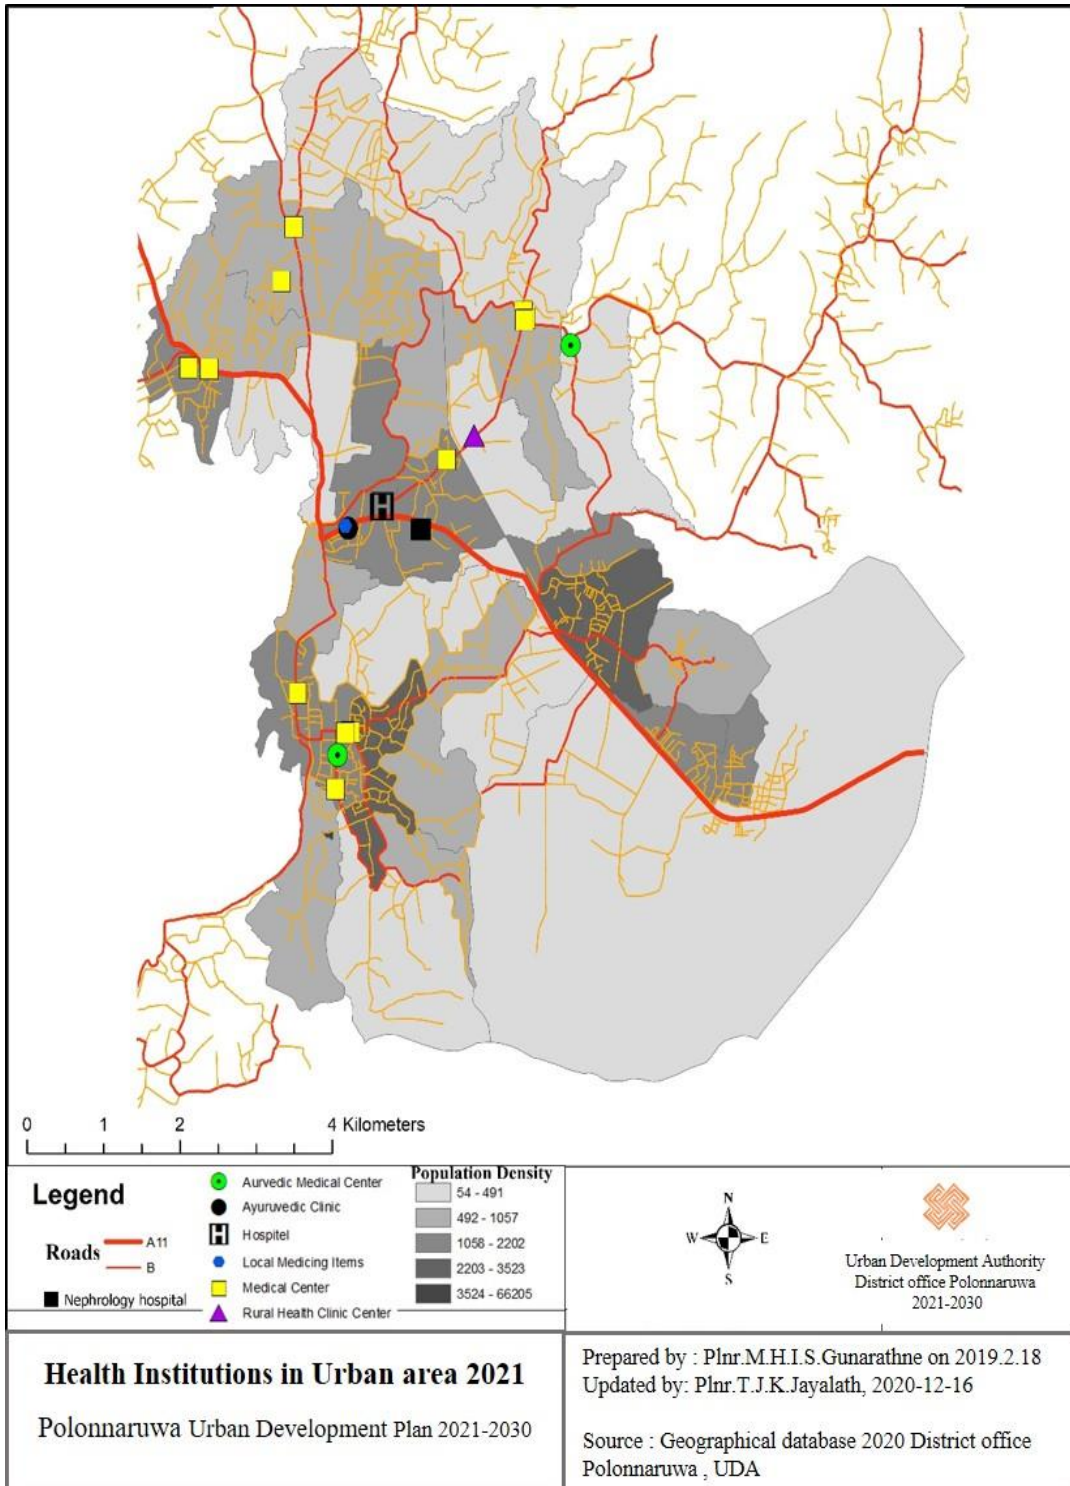 H
0 1 2 4 Kilometers
Legend
Roads
A11
B
Nephrology hospital
Aurvedic Medical Center
Ayuruvedic Clinic
H Hospitel
Local Medicing Items
Medical Center
Rural Health Clinic Center
Population Density
54 - 491
492 - 1057
1058 - 2202
2203 - 3523
3524 - 66205
N
W E
S
Urban Development Authority
District office Polonnaruwa
2021-2030
Health Institutions in Urban area 2021
Polonnaruwa Urban Development Plan 2021-2030
Prepared by : Plnr.M.H.I.S.Gunarathne on 2019.2.18
Updated by: Plnr.T.J.K.Jayalath, 2020-12-16
Source : Geographical database 2020 District office
Polonnaruwa , UDA